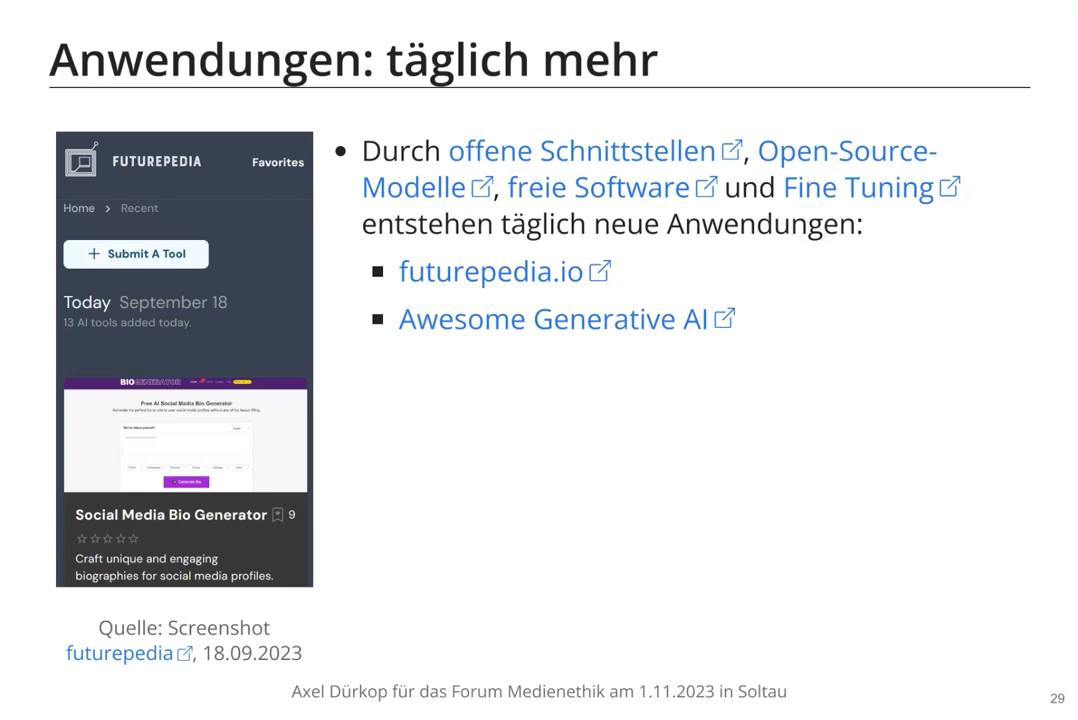 Anwendungen: täglich mehr
FUTUREPEDIA
Favorites
Home > Recent
+ Submit A Tool
Today September 18
13 AI tools added today.
BIOGENERATOR
Free AI Social Media Bio Generator
Generate Bio
Social Media Bio Generator 9
Craft unique and engaging
biographies for social media profiles.
Quelle: Screenshot
futurepedia, 18.09.2023
• Durch offene Schnittstellen, Open-Source-
Modelle, freie Software und Fine Tuning
entstehen täglich neue Anwendungen:
▪ futurepedia.io
▪ Awesome Generative AI
Axel Dürkop für das Forum Medienethik am 1.11.2023 in Soltau
29